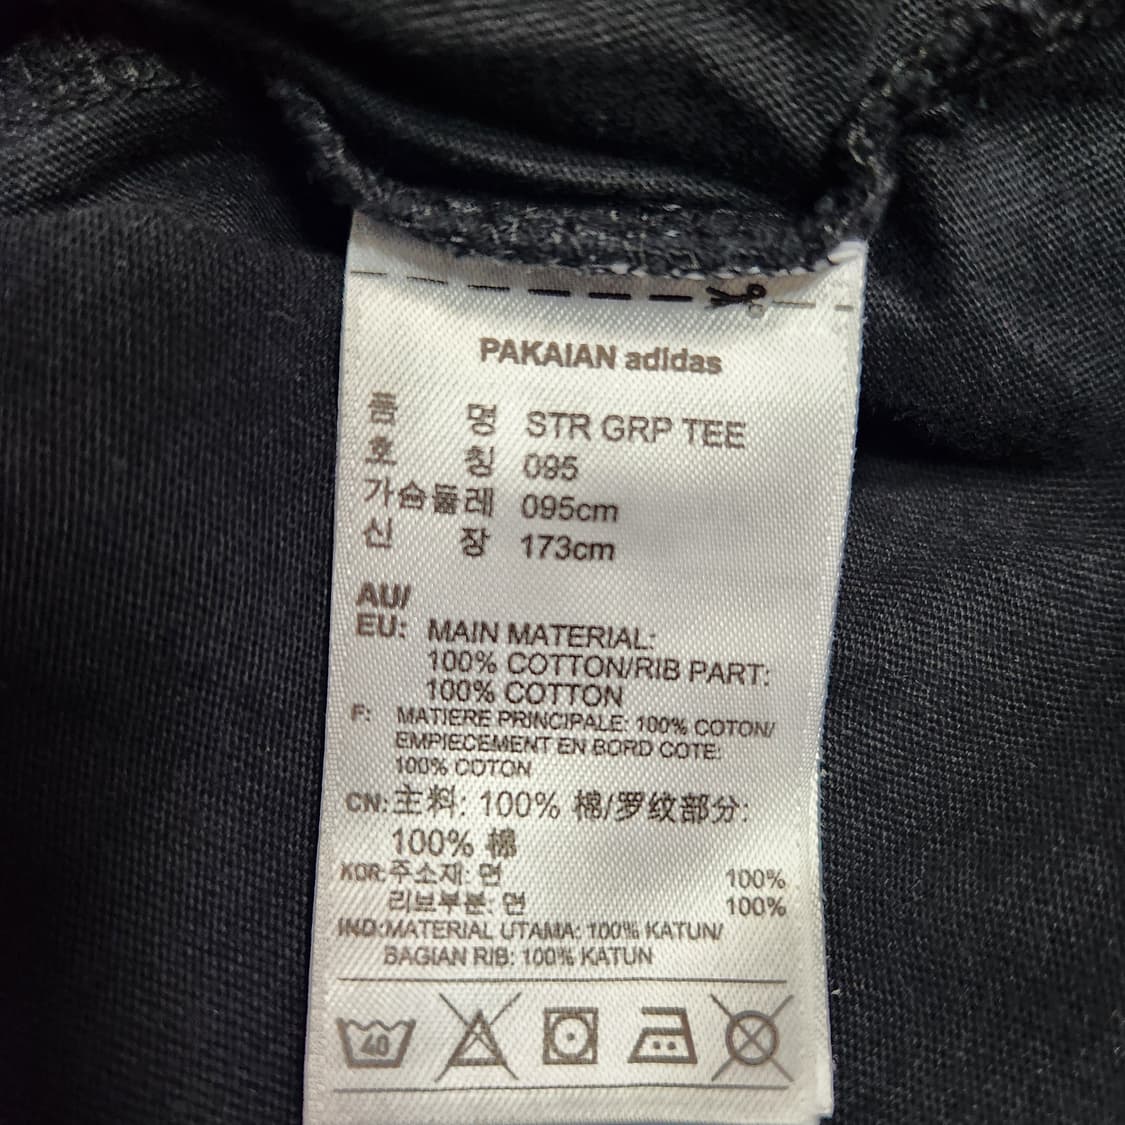 PAKAIAN adidas
품 명 STR GRP TEE
호 칭 095
가슴둘레 095cm
신 장 173cm
AU/
EU: MAIN MATERIAL:
100% COTTON/RIB PART:
100% COTTON
F: MATIERE PRINCIPALE: 100% COTON/
EMPIECEMENT EN BORD COTE:
100% COTON
CN:主料: 100% 棉/罗纹部分:
100% 棉
KOR:주소재: 면 100%
리브부분: 면 100%
IND:MATERIAL UTAMA: 100% KATUN/
BAGIAN RIB: 100% KATUN
40